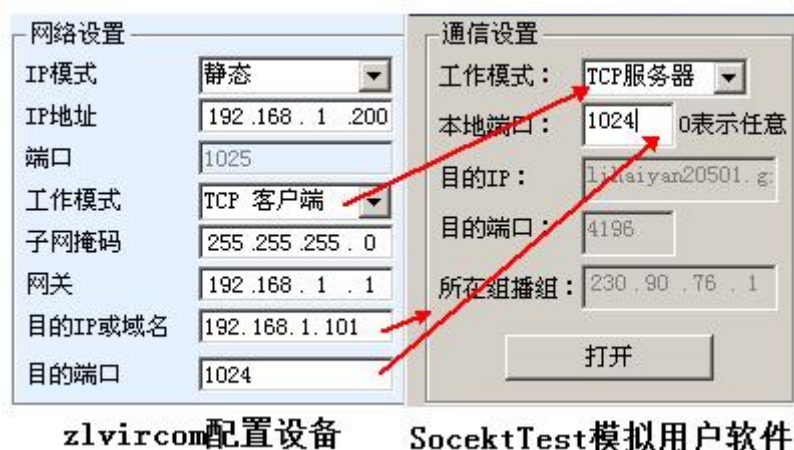 网络设置
IP模式 静态
IP地址 192 .168 . 1 .200
端口 1025
工作模式 TCP 客户端
子网掩码 255 .255 .255 . 0
网关 192 .168 . 1 . 1
目的IP或域名 192.168.1.101
目的端口 1024
zlvircom配置设备
通信设置
工作模式： TCP服务器
本地端口： 1024 0表示任意
目的IP： lihaiyan20501.g
目的端口： 4196
所在组播组： 230 .90 .76 . 1
打开
SocektTest模拟用户软件